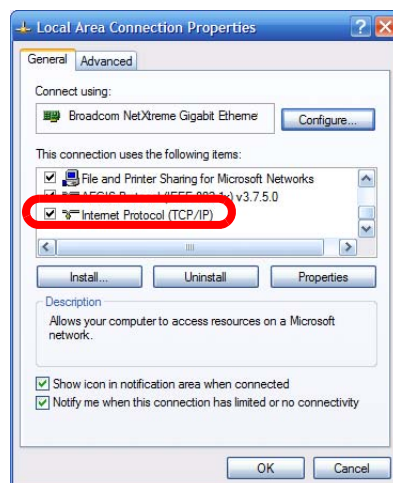 Local Area Connection Properties
General Advanced
Connect using:
Broadcom NetXtreme Gigabit Etherne
Configure...
This connection uses the following items:
File and Printer Sharing for Microsoft Networks
v3.7.5.0
Internet Protocol (TCP/IP)
Install... Uninstall Properties
Description
Allows your computer to access resources on a Microsoft
network.
Show icon in notification area when connected
Notify me when this connection has limited or no connectivity
OK Cancel